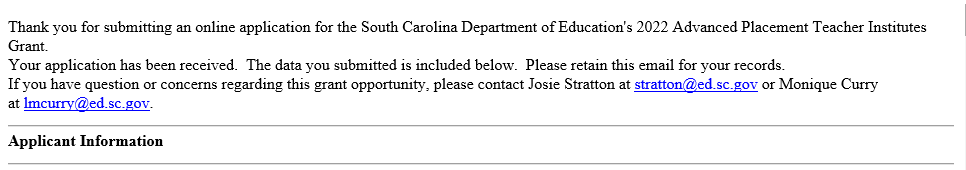 Thank you for submitting an online application for the South Carolina Department of Education's 2022 Advanced Placement Teacher Institutes
Grant.
Your application has been received.  The data you submitted is included below.  Please retain this email for your records.
If you have question or concerns regarding this grant opportunity, please contact Josie Stratton at stratton@ed.sc.gov or Monique Curry
at lmcurry@ed.sc.gov.
Applicant Information